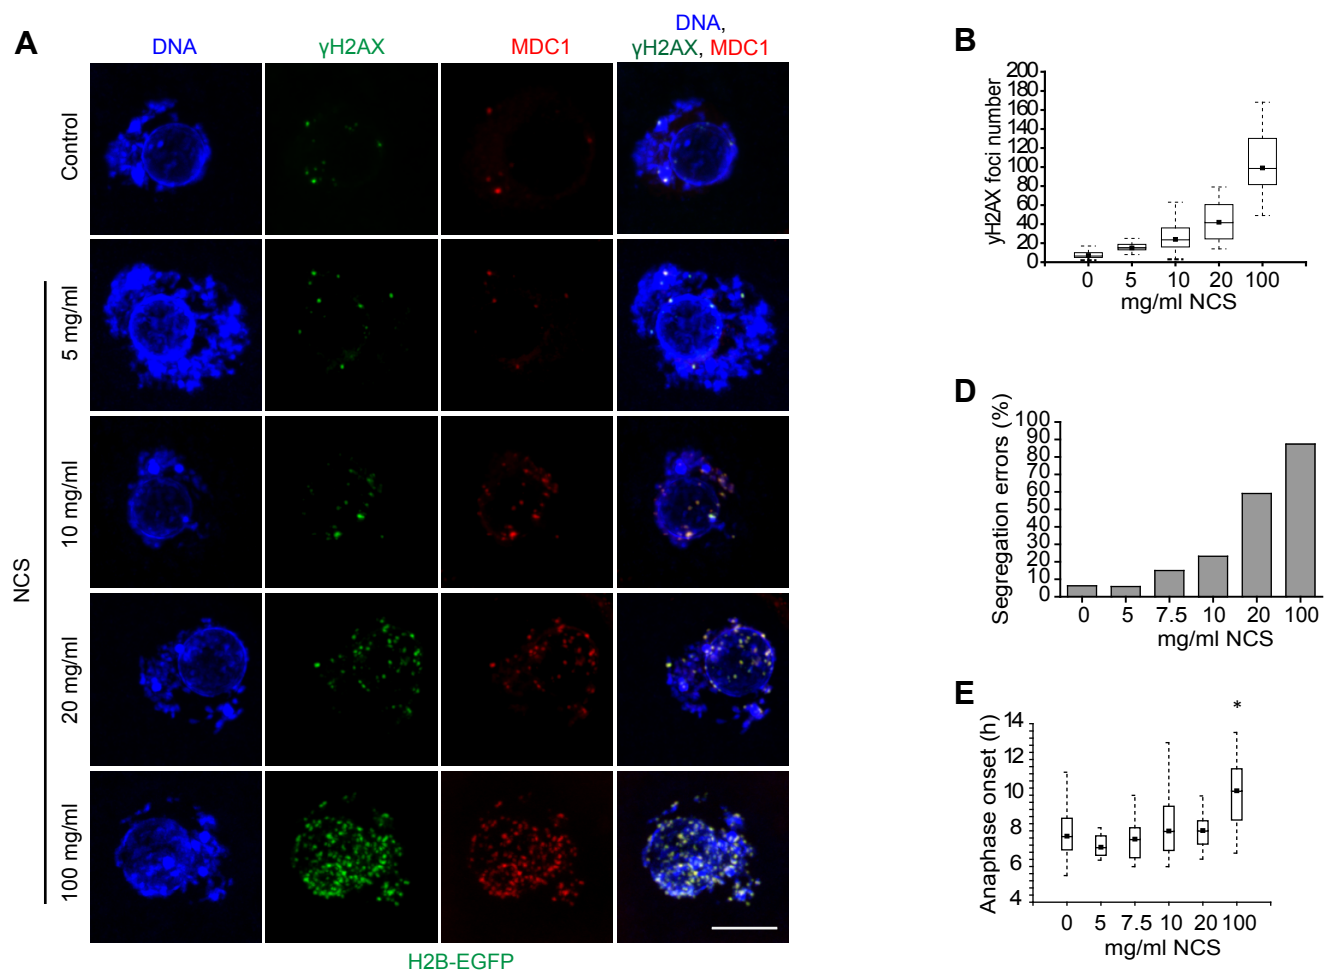 A
DNA
γH2AX
MDC1
DNA,
γH2AX, MDC1
Control
5 mg/ml
10 mg/ml
20 mg/ml
100 mg/ml
NCS
H2B-EGFP
B
γH2AX foci number
200
180
160
140
120
100
80
60
40
20
0
0 5 10 20 100
mg/ml NCS
D
Segregation errors (%)
100
90
80
70
60
50
40
30
20
10
0
0 5 7.5 10 20 100
mg/ml NCS
E
Anaphase onset (h)
*
14
12
10
8
6
4
0 5 7.5 10 20 100
mg/ml NCS